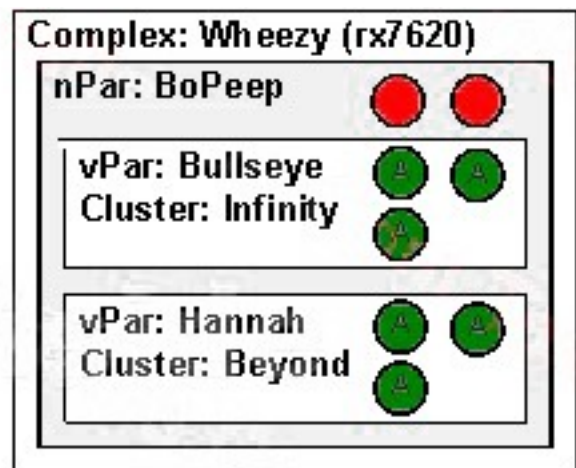 Complex: Wheezy (rx7620)
nPar: BoPeep
vPar: Bullseye
Cluster: Infinity
vPar: Hannah
Cluster: Beyond